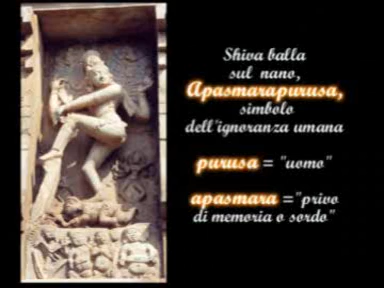 Shiva balla
sul nano,
Apasmarapurusa,
simbolo
dell'ignoranza umana
purusa = "uomo"
apasmara ="privo
di memoria o sordo"